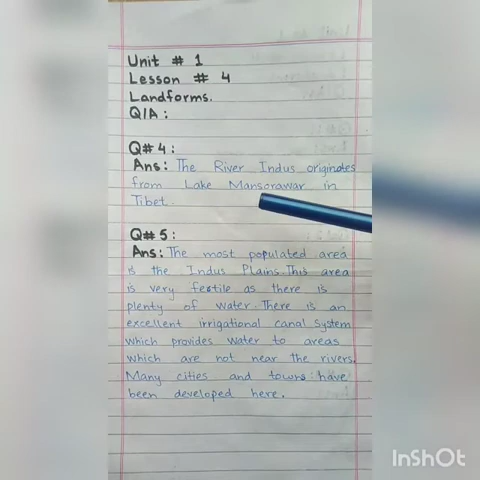 Unit # 1
Lesson # 4
Landforms.
Q/A :
Q# 4 :
Ans: The River Indus originates
from Lake Mansorawar in
Tibet.
Q# 5 :
Ans: The most populated area
is the Indus Plains. This area
is very fertile as there is
plenty of water. There is an
excellent irrigational canal system
which provides water to areas
which are not near the rivers.
Many cities and towns have
been developed here.
InShOt